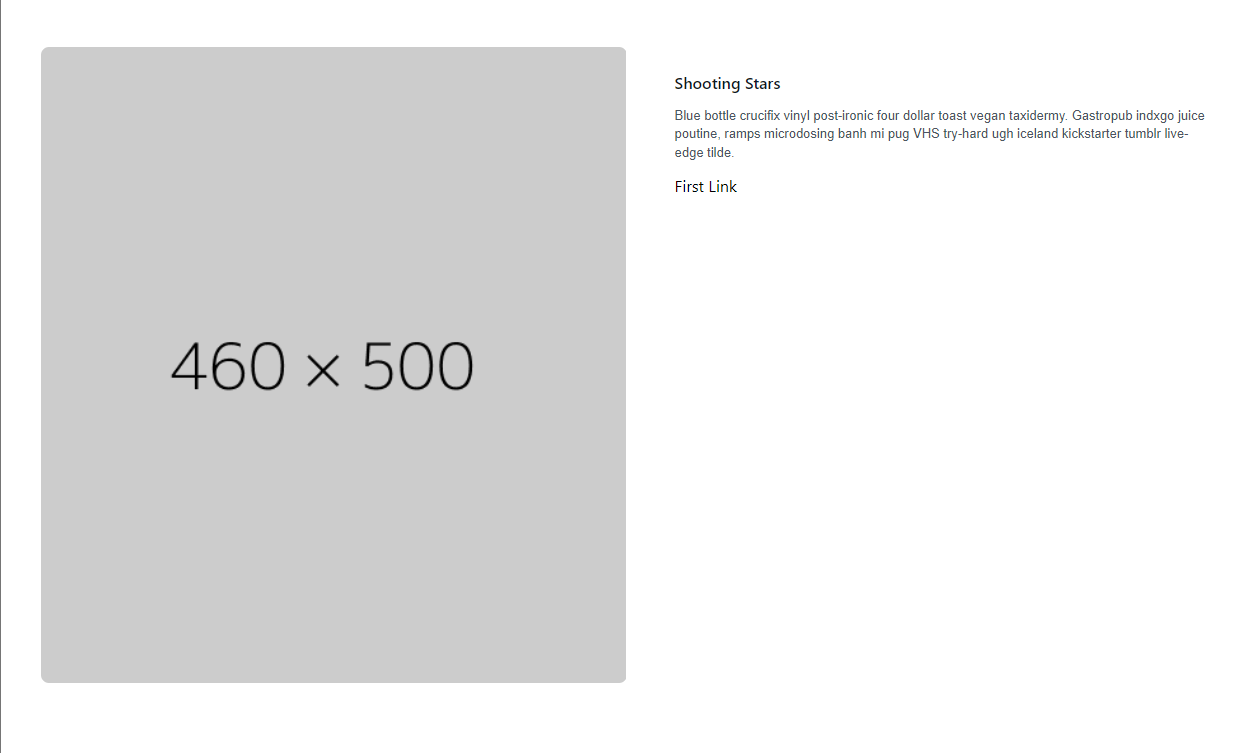 460 × 500
Shooting Stars
Blue bottle crucifix vinyl post-ironic four dollar toast vegan taxidermy. Gastropub indxgo juice
poutine, ramps microdosing banh mi pug VHS try-hard ugh iceland kickstarter tumblr live-
edge tilde.
First Link